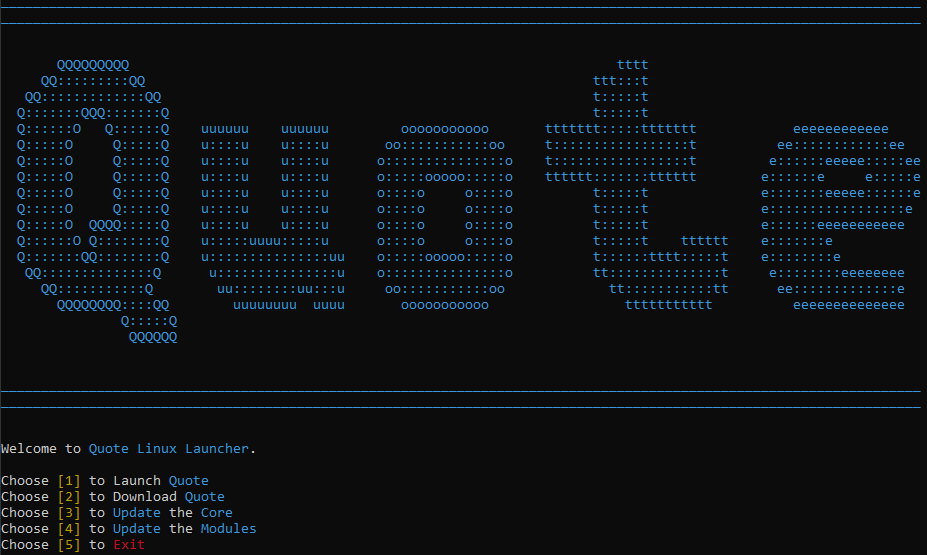 Quote
Welcome to Quote Linux Launcher.
Choose [1] to Launch Quote
Choose [2] to Download Quote
Choose [3] to Update the Core
Choose [4] to Update the Modules
Choose [5] to Exit